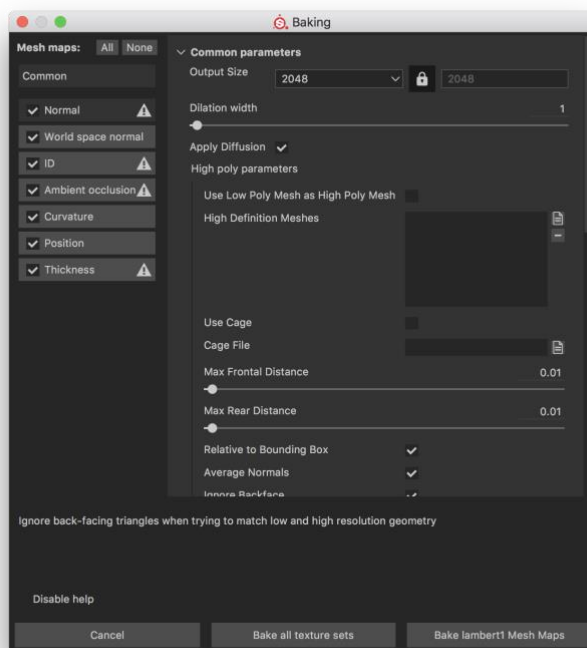 Baking
Mesh maps: All None
Common
Normal
World space normal
ID
Ambient occlusion
Curvature
Position
Thickness
Common parameters
Output Size 2048 2048
Dilation width 1
Apply Diffusion
High poly parameters
Use Low Poly Mesh as High Poly Mesh
High Definition Meshes
Use Cage
Cage File
Max Frontal Distance 0.01
Max Rear Distance 0.01
Relative to Bounding Box
Average Normals
Ignore Backface
Ignore back-facing triangles when trying to match low and high resolution geometry
Disable help
Cancel Bake all texture sets Bake lambert1 Mesh Maps